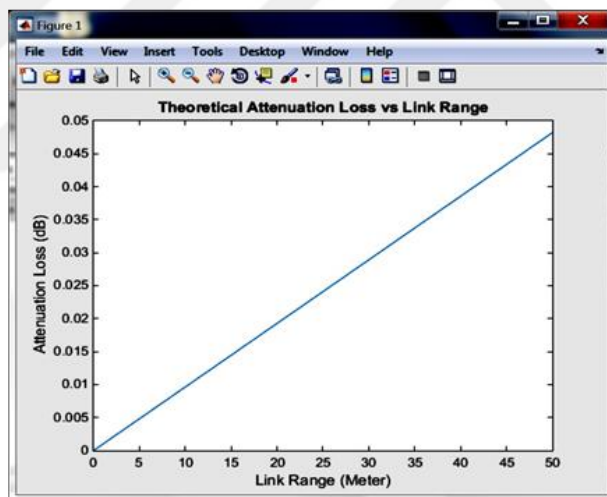 Figure 1
File Edit View Insert Tools Desktop Window Help
Theoretical Attenuation Loss vs Link Range
Attenuation Loss (dB)
0.05
0.045
0.04
0.035
0.03
0.025
0.02
0.015
0.01
0.005
0
0 5 10 15 20 25 30 35 40 45 50
Link Range (Meter)